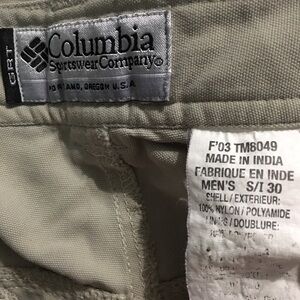 GRT
Columbia
Sportswear Company®
PORTLAND, OREGON U.S.A.
F'03 TM8049
MADE IN INDIA
FABRIQUE EN INDE
MEN'S S/I 30
SHELL/EXTERIEUR:
100% NYLON/POLYAMIDE
DOUBLURE: